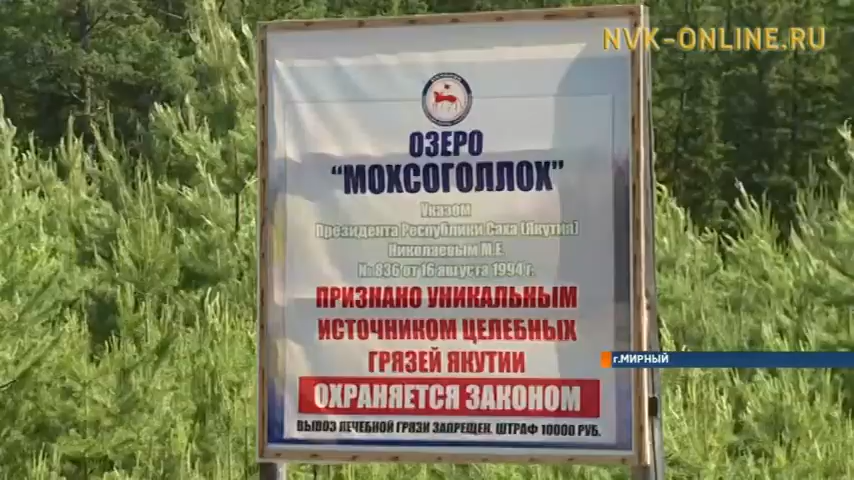 NVK-ONLINE.RU
ОЗЕРО
"МОХСОГОЛЛОХ"
Указом
Президента Республики Саха (Якутия)
Николаевым М.Е.
№ 836 от 16 августа 1994 г.
ПРИЗНАНО УНИКАЛЬНЫМ
ИСТОЧНИКОМ ЦЕЛЕБНЫХ
ГРЯЗЕЙ ЯКУТИИ
г.МИРНЫЙ
ОХРАНЯЕТСЯ ЗАКОНОМ
ВЫВОЗ ЛЕЧЕБНОЙ ГРЯЗИ ЗАПРЕЩЕН. ШТРАФ 10000 РУБ.